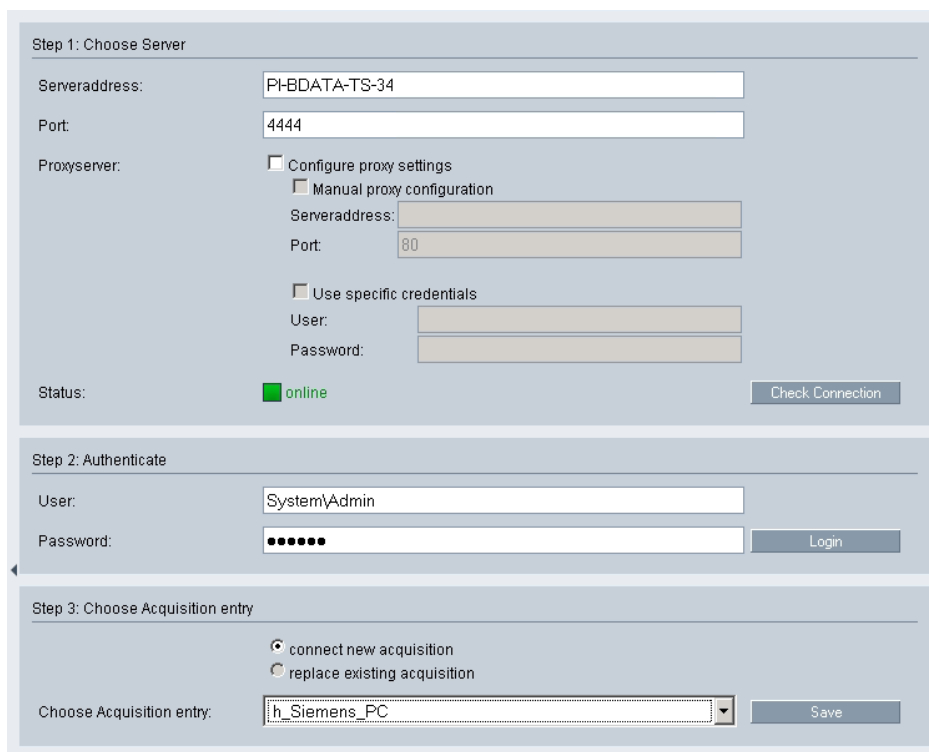 Step 1: Choose Server
Serveraddress: PI-BDATA-TS-34
Port: 4444
Proxyserver: Configure proxy settings
Manual proxy configuration
Serveraddress:
Port: 80
Use specific credentials
User:
Password:
Status: online Check Connection
Step 2: Authenticate
User: System\Admin
Password: ●●●●●● Login
Step 3: Choose Acquisition entry
connect new acquisition
replace existing acquisition
Choose Acquisition entry: h_Siemens_PC Save